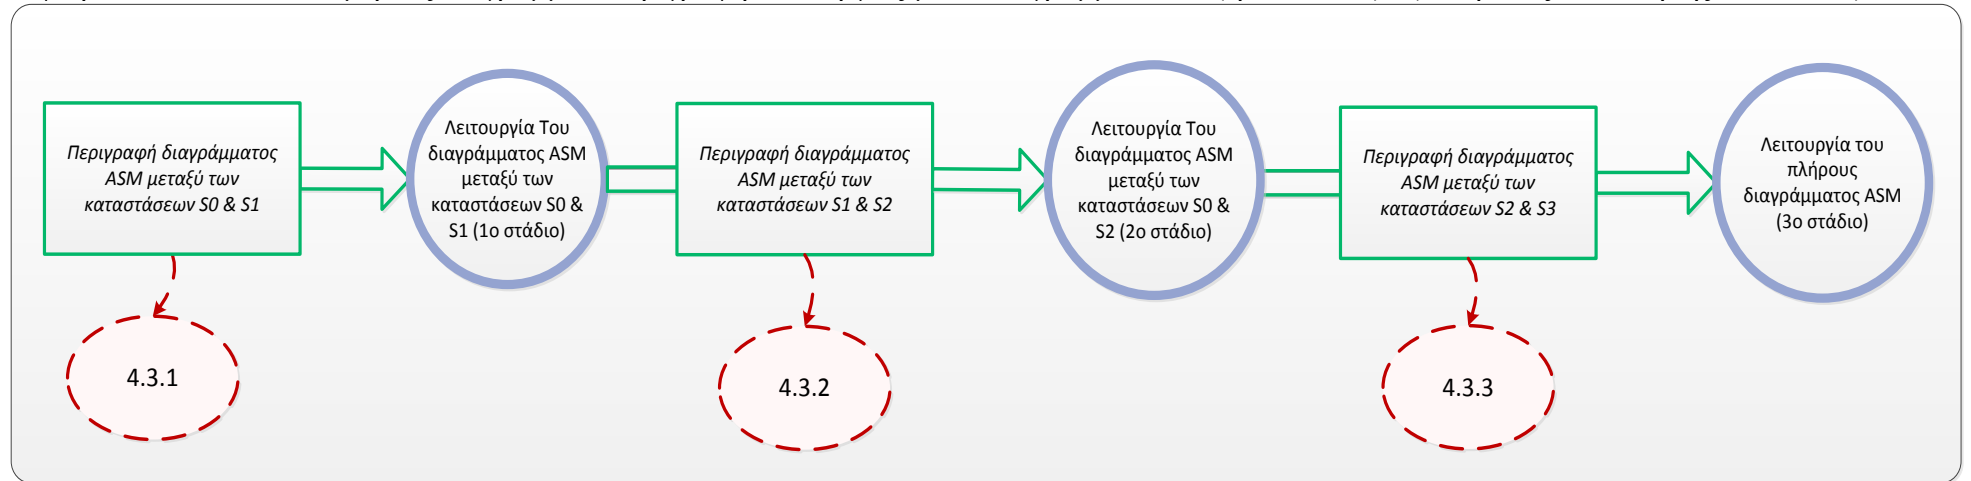 Περιγραφή διαγράμματος
ASM μεταξύ των
καταστάσεων S0 & S1
Λειτουργία Του
διαγράμματος ASM
μεταξύ των
καταστάσεων S0 &
S1 (1ο στάδιο)
Περιγραφή διαγράμματος
ASM μεταξύ των
καταστάσεων S1 & S2
Λειτουργία Του
διαγράμματος ASM
μεταξύ των
καταστάσεων S0 &
S2 (2ο στάδιο)
Περιγραφή διαγράμματος
ASM μεταξύ των
καταστάσεων S2 & S3
Λειτουργία του
πλήρους
διαγράμματος ASM
(3ο στάδιο)
4.3.1
4.3.2
4.3.3